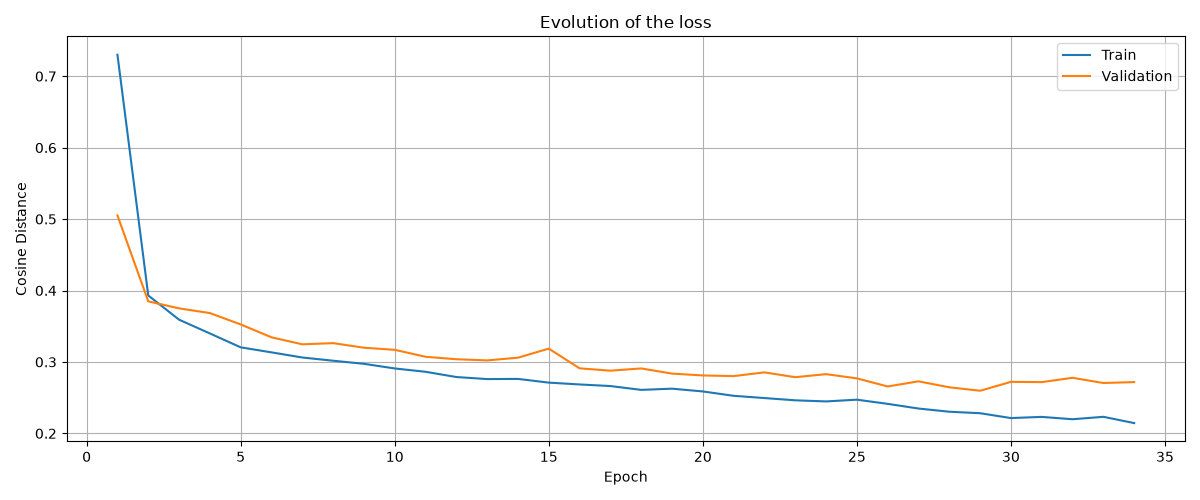 Evolution of the loss
Train
Validation
Cosine Distance
0.7
0.6
0.5
0.4
0.3
0.2
0 5 10 15 20 25 30 35
Epoch